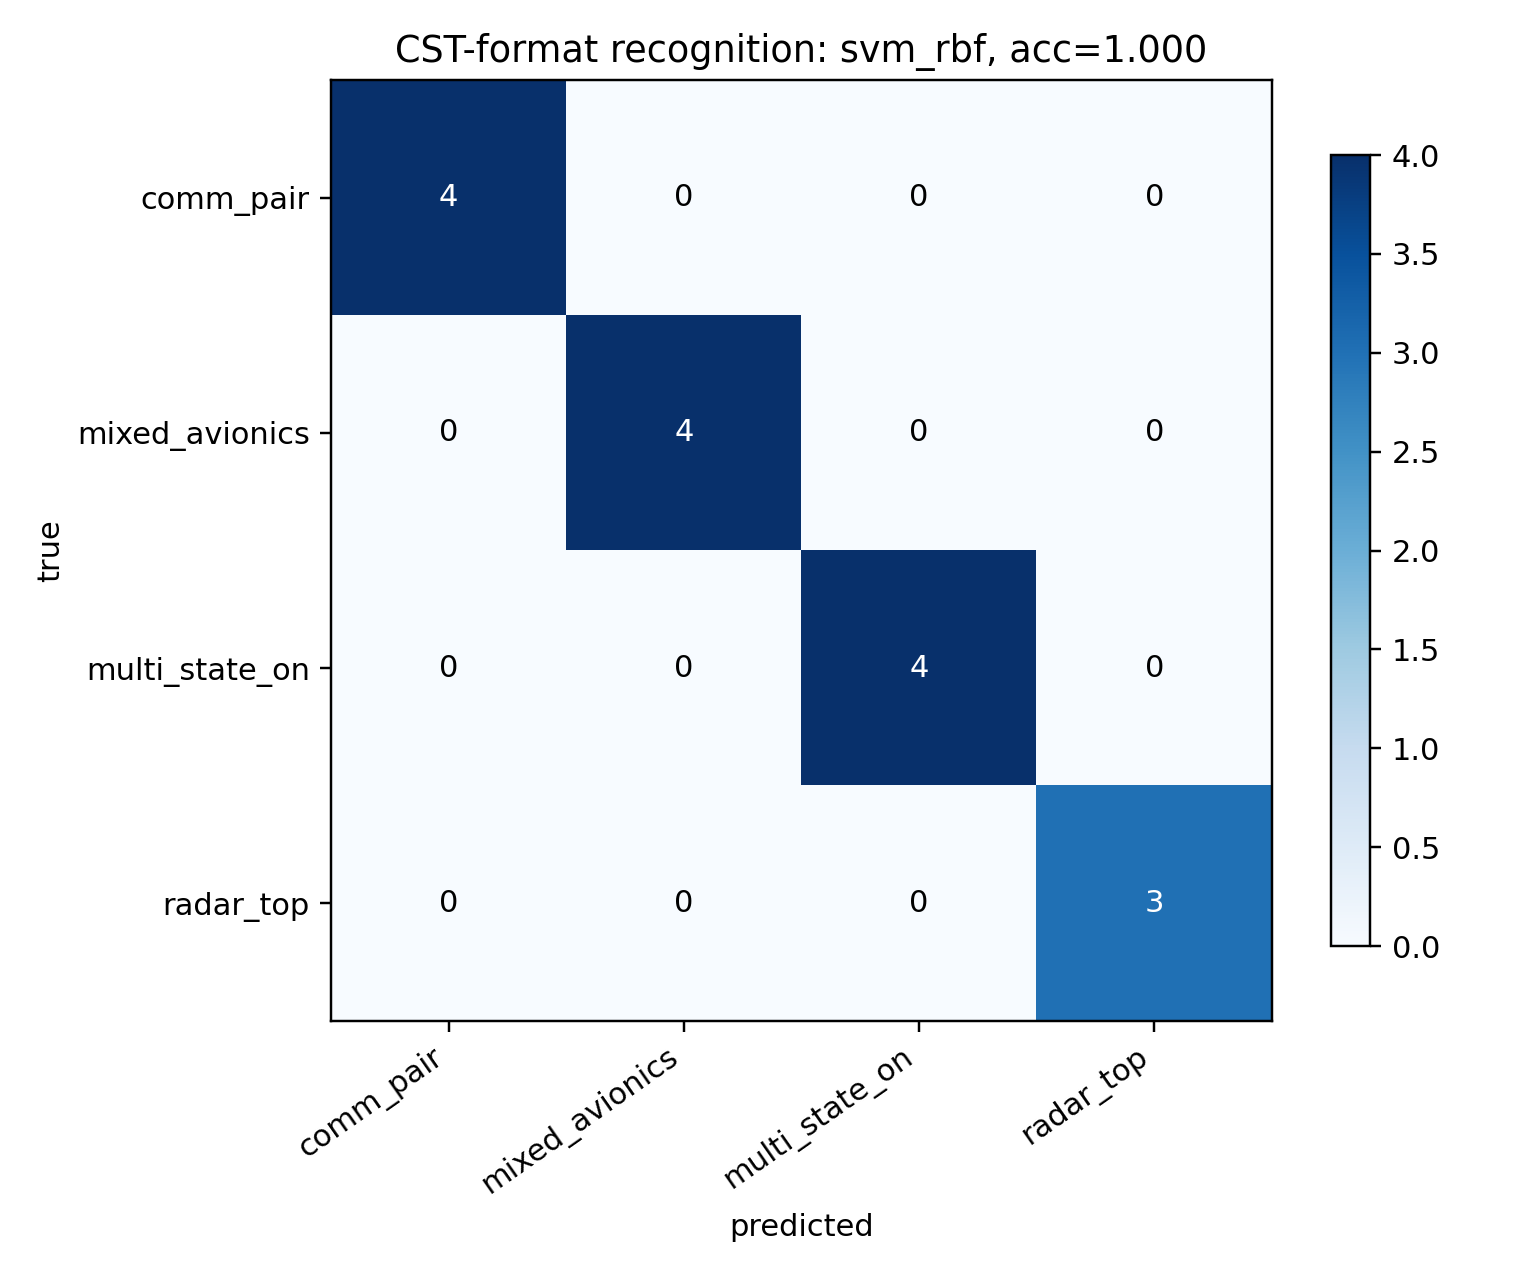 CST-format recognition: svm_rbf, acc=1.000
comm_pair 4 0 0 0
mixed_avionics 0 4 0 0
multi_state_on 0 0 4 0
radar_top 0 0 0 3
true
comm_pair mixed_avionics multi_state_on radar_top
predicted
4.0
3.5
3.0
2.5
2.0
1.5
1.0
0.5
0.0